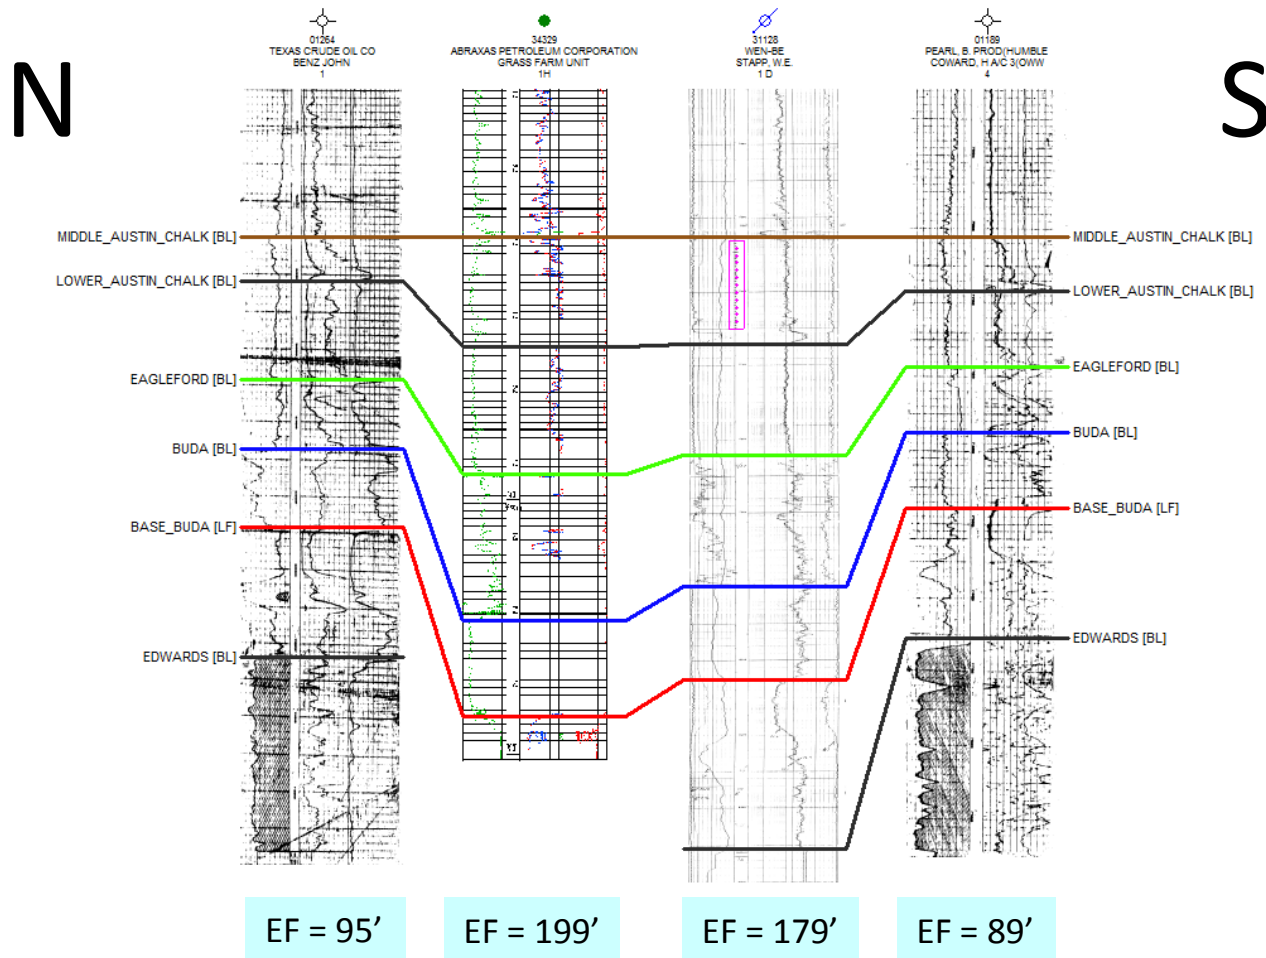 01264
TEXAS CRUDE OIL CO
BENZ JOHN
1
34329
ABRAXAS PETROLEUM CORPORATION
GRASS FARM UNIT
1H
31128
WEN-BE
STAPP, W.E.
1 D
01189
PEARL, B. PROD(HUMBLE
COWARD, H A/C 3(OWW
4
N
S
MIDDLE_AUSTIN_CHALK [BL]
MIDDLE_AUSTIN_CHALK [BL]
LOWER_AUSTIN_CHALK [BL]
LOWER_AUSTIN_CHALK [BL]
EAGLEFORD [BL]
EAGLEFORD [BL]
BUDA [BL]
BUDA [BL]
BASE_BUDA [LF]
BASE_BUDA [LF]
EDWARDS [BL]
EDWARDS [BL]
EF = 95’
EF = 199’
EF = 179’
EF = 89’